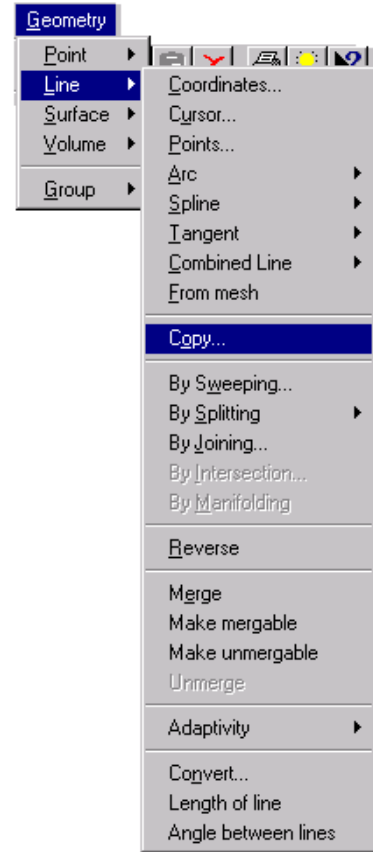 Geometry
Point
Line
Surface
Volume
Group
Coordinates...
Cursor...
Points...
Arc
Spline
Tangent
Combined Line
From mesh
Copy...
By Sweeping...
By Splitting
By Joining...
By Intersection...
By Manifolding
Reverse
Merge
Make mergable
Make unmergable
Unmerge
Adaptivity
Convert...
Length of line
Angle between lines